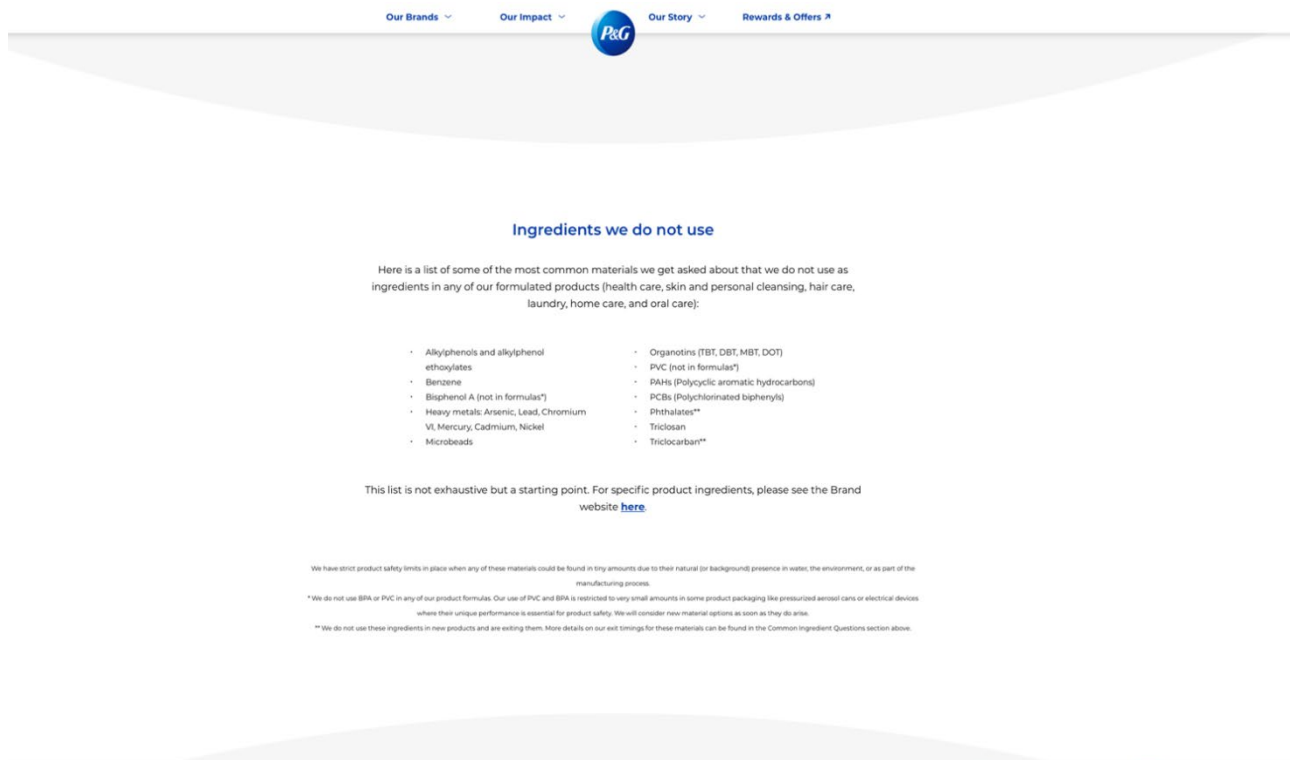 Our Brands
Our Impact
P&G
Our Story
Rewards & Offers ↗
Ingredients we do not use
Here is a list of some of the most common materials we get asked about that we do not use as
ingredients in any of our formulated products (health care, skin and personal cleansing, hair care,
laundry, home care, and oral care):
· Alkylphenols and alkylphenol
ethoxylates
· Benzene
· Bisphenol A (not in formulas*)
· Heavy metals: Arsenic, Lead, Chromium
VI, Mercury, Cadmium, Nickel
· Microbeads
· Organotins (TBT, DBT, MBT, DOT)
· PVC (not in formulas*)
· PAHs (Polycyclic aromatic hydrocarbons)
· PCBs (Polychlorinated biphenyls)
· Phthalates**
· Triclosan
· Triclocarban**
This list is not exhaustive but a starting point. For specific product ingredients, please see the Brand
website here.
We have strict product safety limits in place when any of these materials could be found in tiny amounts due to their natural (or background) presence in water, the environment, or as part of the
manufacturing process.
* We do not use BPA or PVC in any of our product formulas. Our use of PVC and BPA is restricted to very small amounts in some product packaging like pressurized aerosol cans or electrical devices
where their unique performance is essential for product safety. We will consider new material options as soon as they do arise.
** We do not use these ingredients in new products and are exiting them. More details on our exit timings for these materials can be found in the Common Ingredient Questions section above.